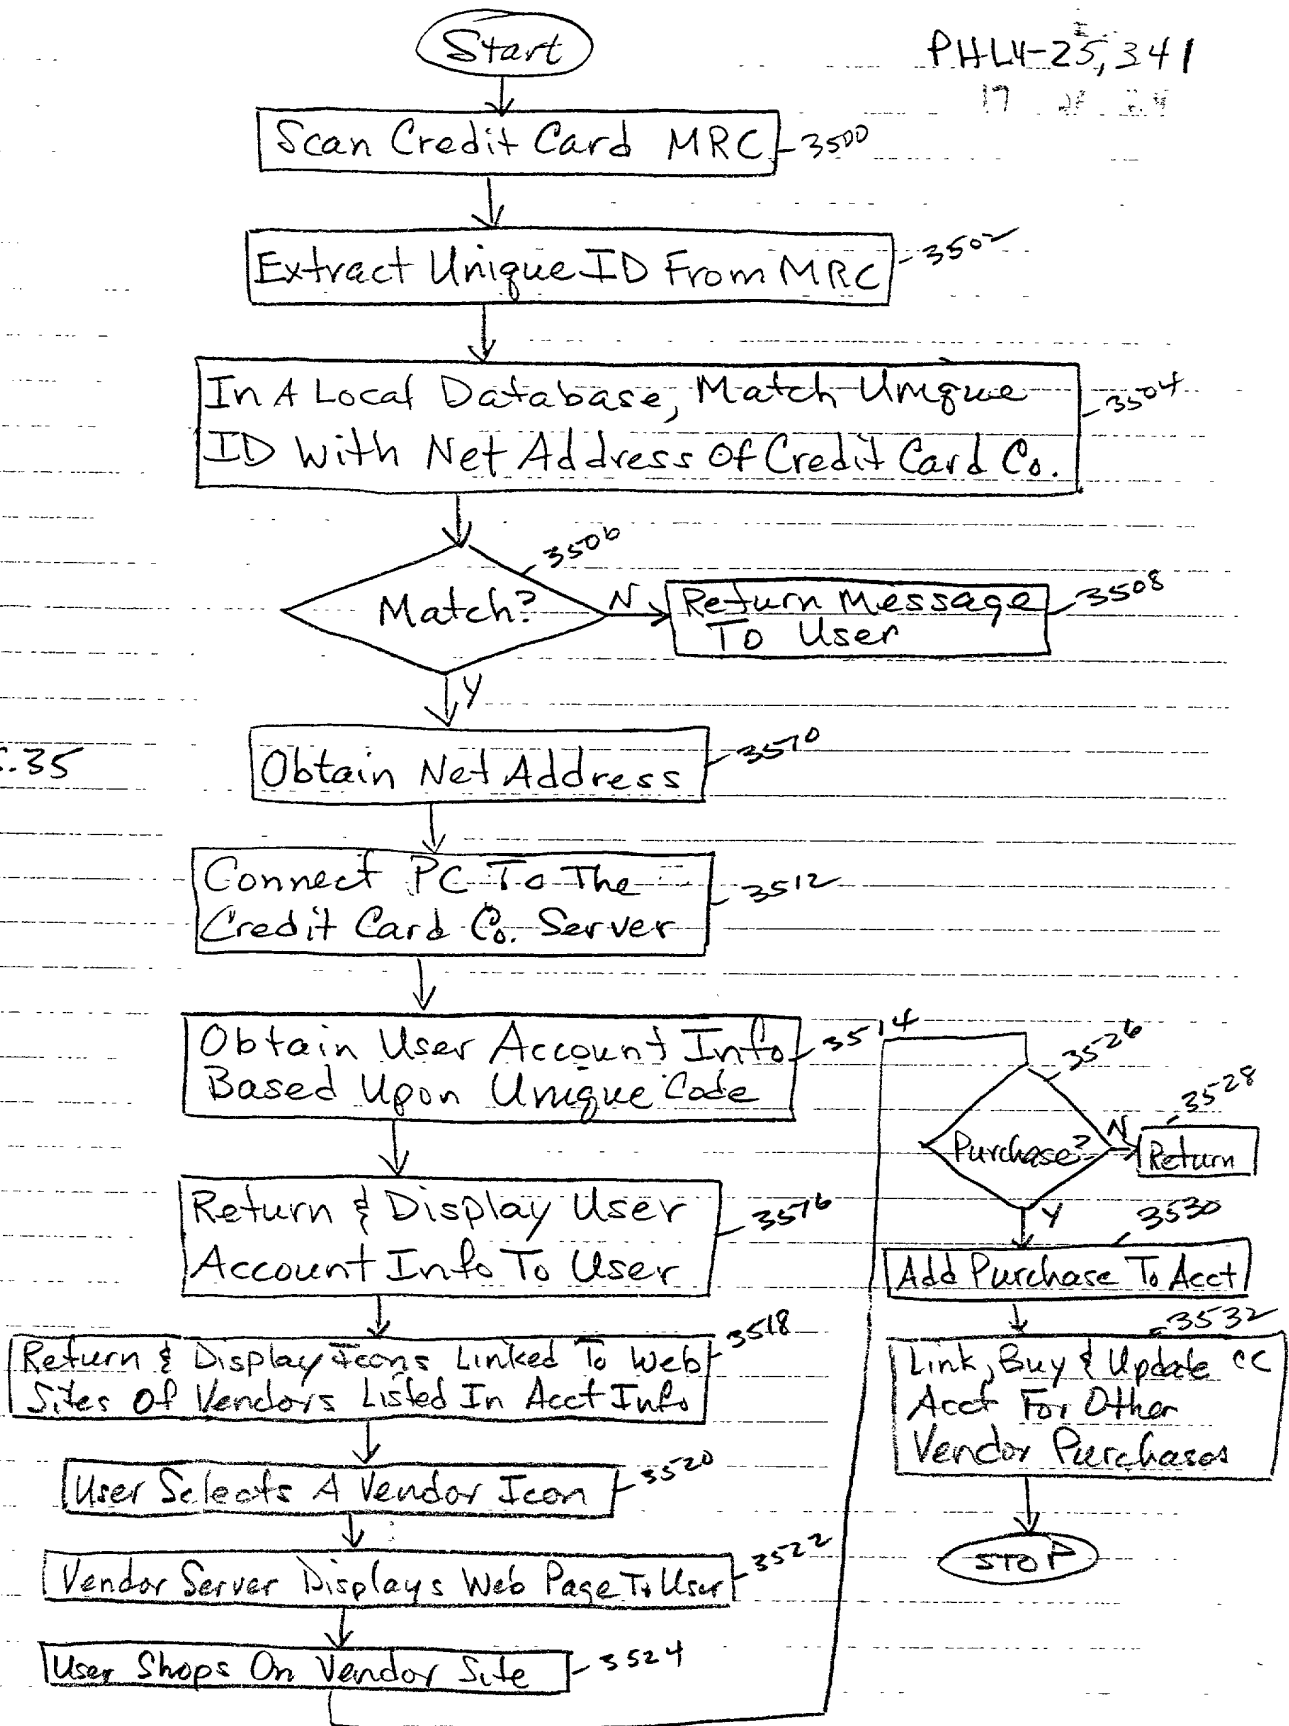 Start
PHLY-25,341
Scan Credit Card MRC
3500
Extract Unique ID From MRC
3502
In A Local Database, Match Unique
ID With Net Address Of Credit Card Co.
3504
Match?
3506
N
Return Message
To User
3508
Y
.35
Obtain Net Address
3510
Connect PC To The
Credit Card Co. Server
3512
Obtain User Account Info
Based Upon Unique Code
3514
Return & Display User
Account Info To User
3516
Return & Display Icons Linked To Web
Sites Of Vendors Listed In Acct Info
3518
User Selects A Vendor Icon
3520
Vendor Server Displays Web Page To User
3522
User Shops On Vendor Site
3524
Purchase?
3526
N
Return
3528
Y
3530
Add Purchase To Acct
3532
Link, Buy & Update CC
Acct For Other
Vendor Purchases
STOP